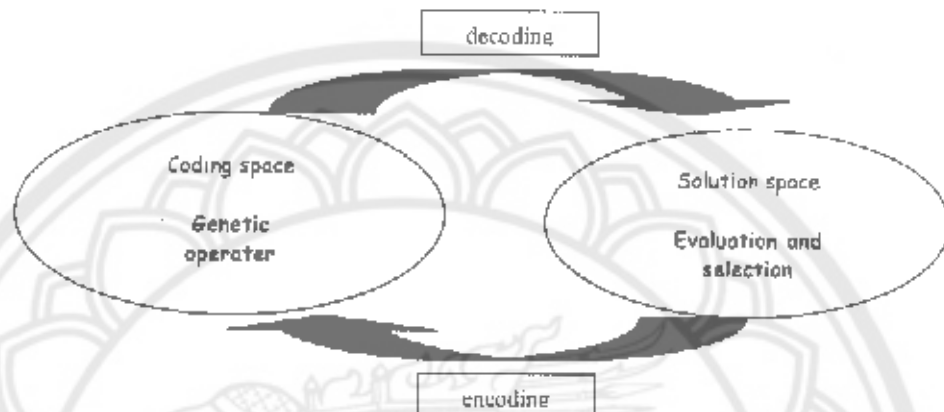 decoding
Coding space
Genetic
operater
Solution space
Evaluation and
selection
encoding